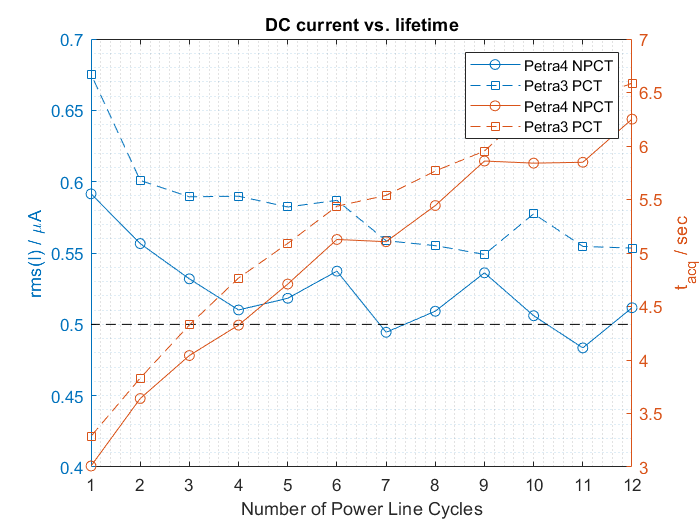 DC current vs. lifetime
0.7
0.65
0.6
0.55
0.5
0.45
0.4
rms(I) / μA
7
6.5
6
5.5
5
4.5
4
3.5
3
t_acq / sec
Petra4 NPCT
Petra3 PCT
Petra4 NPCT
Petra3 PCT
1 2 3 4 5 6 7 8 9 10 11 12
Number of Power Line Cycles